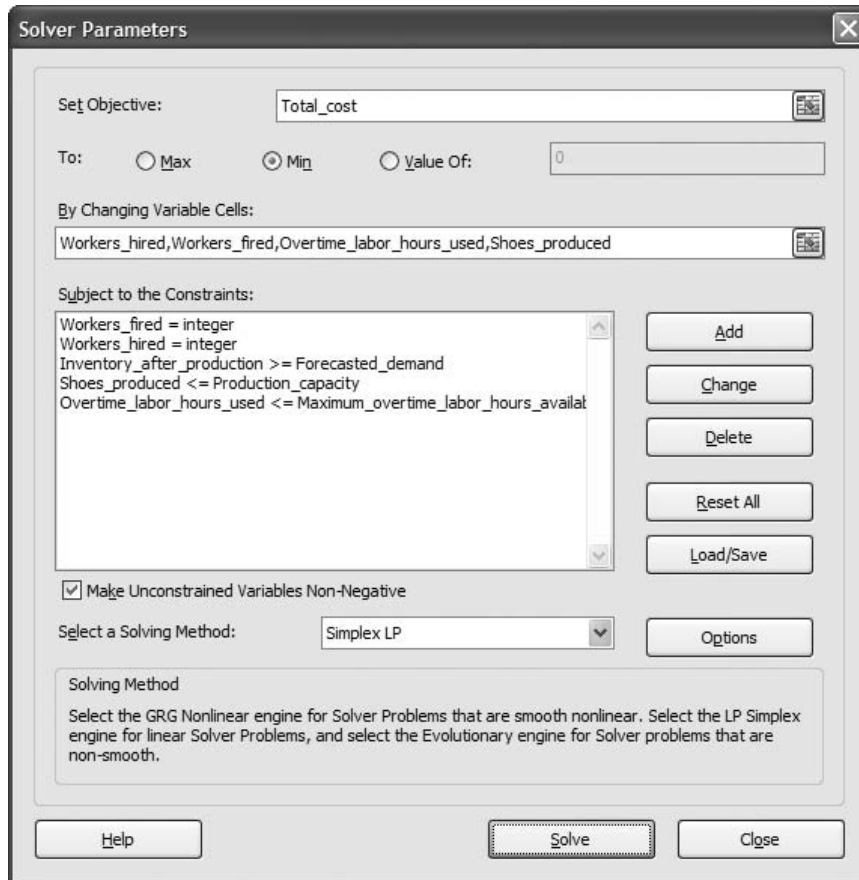 Solver Parameters
Set Objective: Total_cost
To: Max Min Value Of: 0
By Changing Variable Cells:
Workers_hired,Workers_fired,Overtime_labor_hours_used,Shoes_produced
Subject to the Constraints:
Workers_fired = integer
Workers_hired = integer
Inventory_after_production >= Forecasted_demand
Shoes_produced <= Production_capacity
Overtime_labor_hours_used <= Maximum_overtime_labor_hours_availab
Add
Change
Delete
Reset All
Load/Save
Make Unconstrained Variables Non-Negative
Select a Solving Method: Simplex LP Options
Solving Method
Select the GRG Nonlinear engine for Solver Problems that are smooth nonlinear. Select the LP Simplex
engine for linear Solver Problems, and select the Evolutionary engine for Solver problems that are
non-smooth.
Help Solve Close